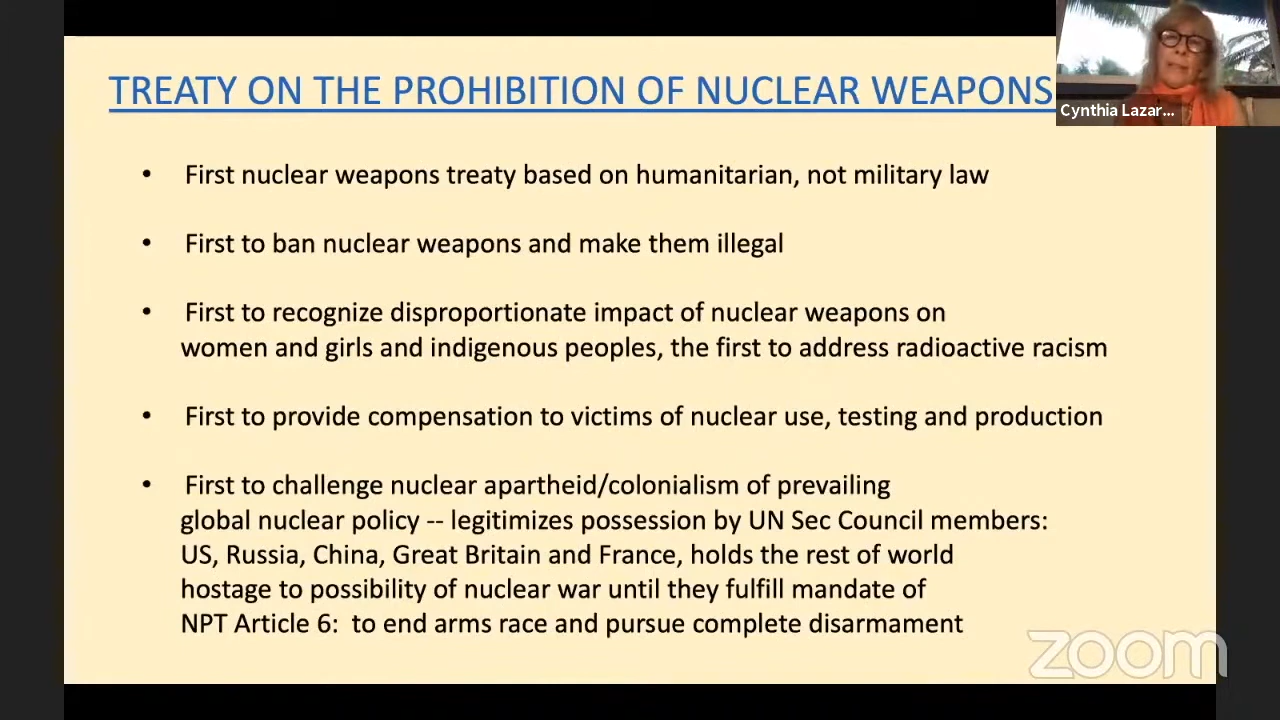 TREATY ON THE PROHIBITION OF NUCLEAR WEAPONS
Cynthia Lazar...
• First nuclear weapons treaty based on humanitarian, not military law
• First to ban nuclear weapons and make them illegal
• First to recognize disproportionate impact of nuclear weapons on
women and girls and indigenous peoples, the first to address radioactive racism
• First to provide compensation to victims of nuclear use, testing and production
• First to challenge nuclear apartheid/colonialism of prevailing
global nuclear policy -- legitimizes possession by UN Sec Council members:
US, Russia, China, Great Britain and France, holds the rest of world
hostage to possibility of nuclear war until they fulfill mandate of
NPT Article 6: to end arms race and pursue complete disarmament
zoom